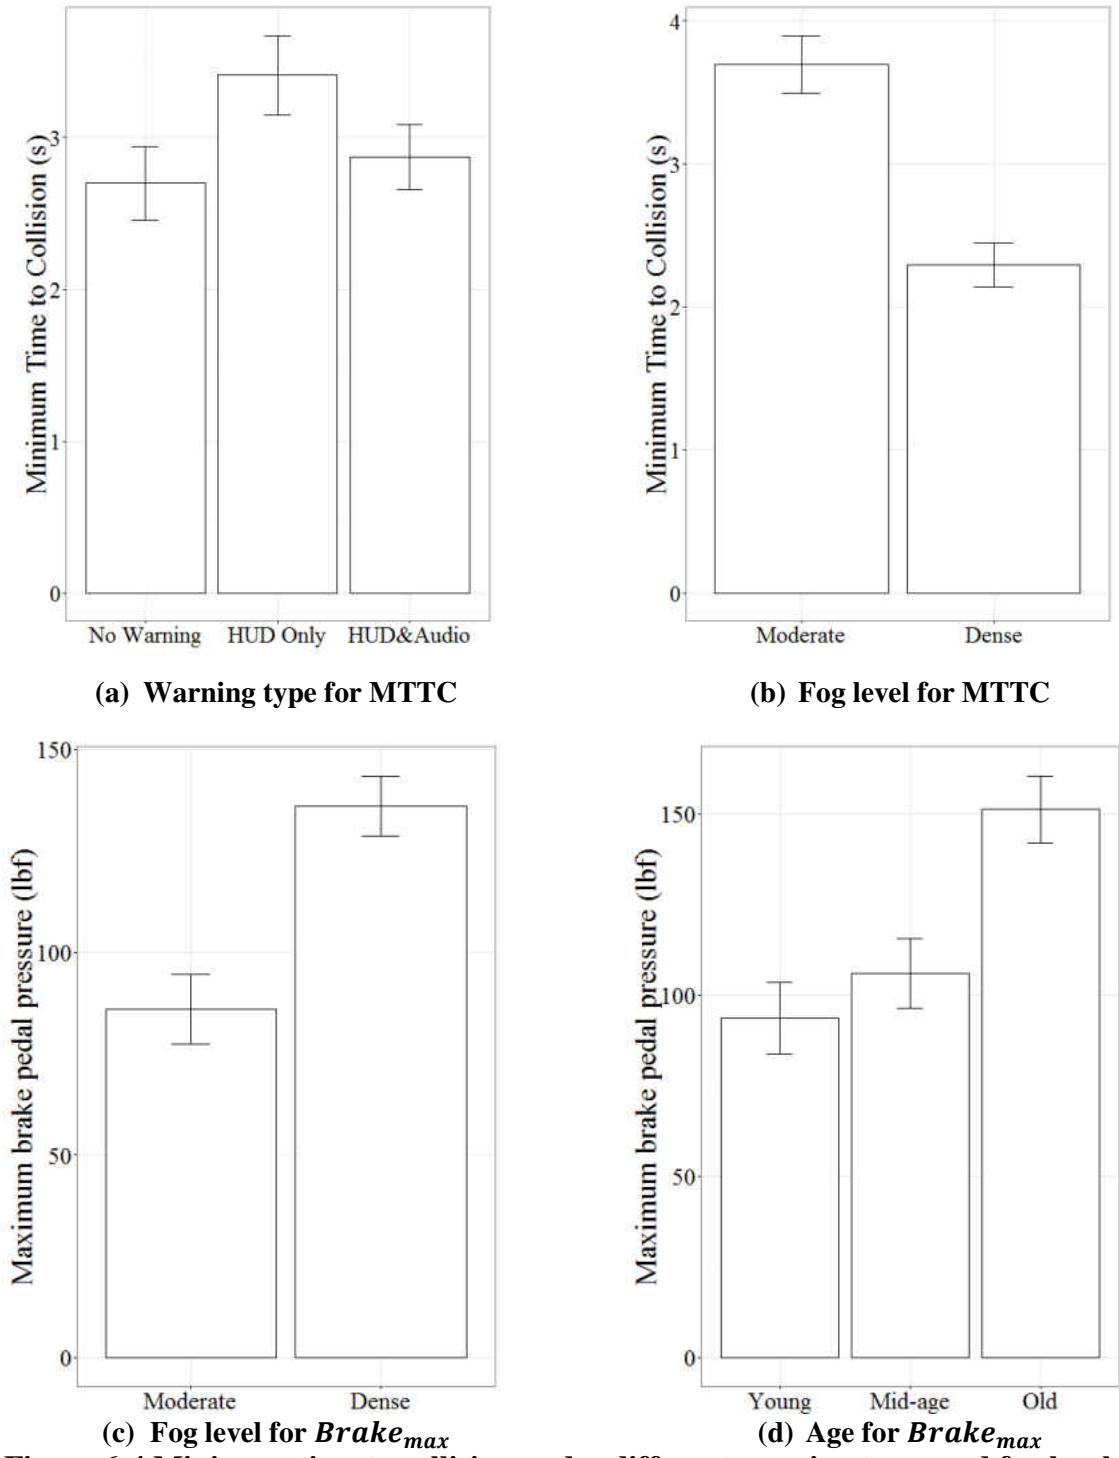 Minimum Time to Collision (s)
3
2
1
0
No Warning HUD Only HUD&Audio
(a) Warning type for MTTC
Minimum Time to Collision (s)
4
3
2
1
0
Moderate Dense
(b) Fog level for MTTC
Maximum brake pedal pressure (lbf)
150
100
50
0
Moderate Dense
(c) Fog level for Brakemax
Maximum brake pedal pressure (lbf)
150
100
50
0
Young Mid-age Old
(d) Age for Brakemax